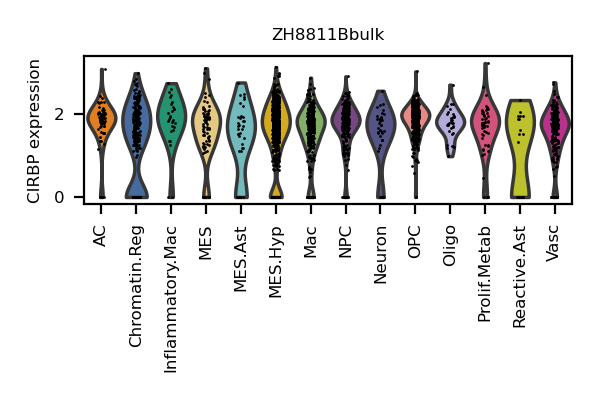 ZH8811Bbulk
CIRBP expression
2
0
AC
Chromatin.Reg
Inflammatory.Mac
MES
MES.Ast
MES.Hyp
Mac
NPC
Neuron
OPC
Oligo
Prolif.Metab
Reactive.Ast
Vasc